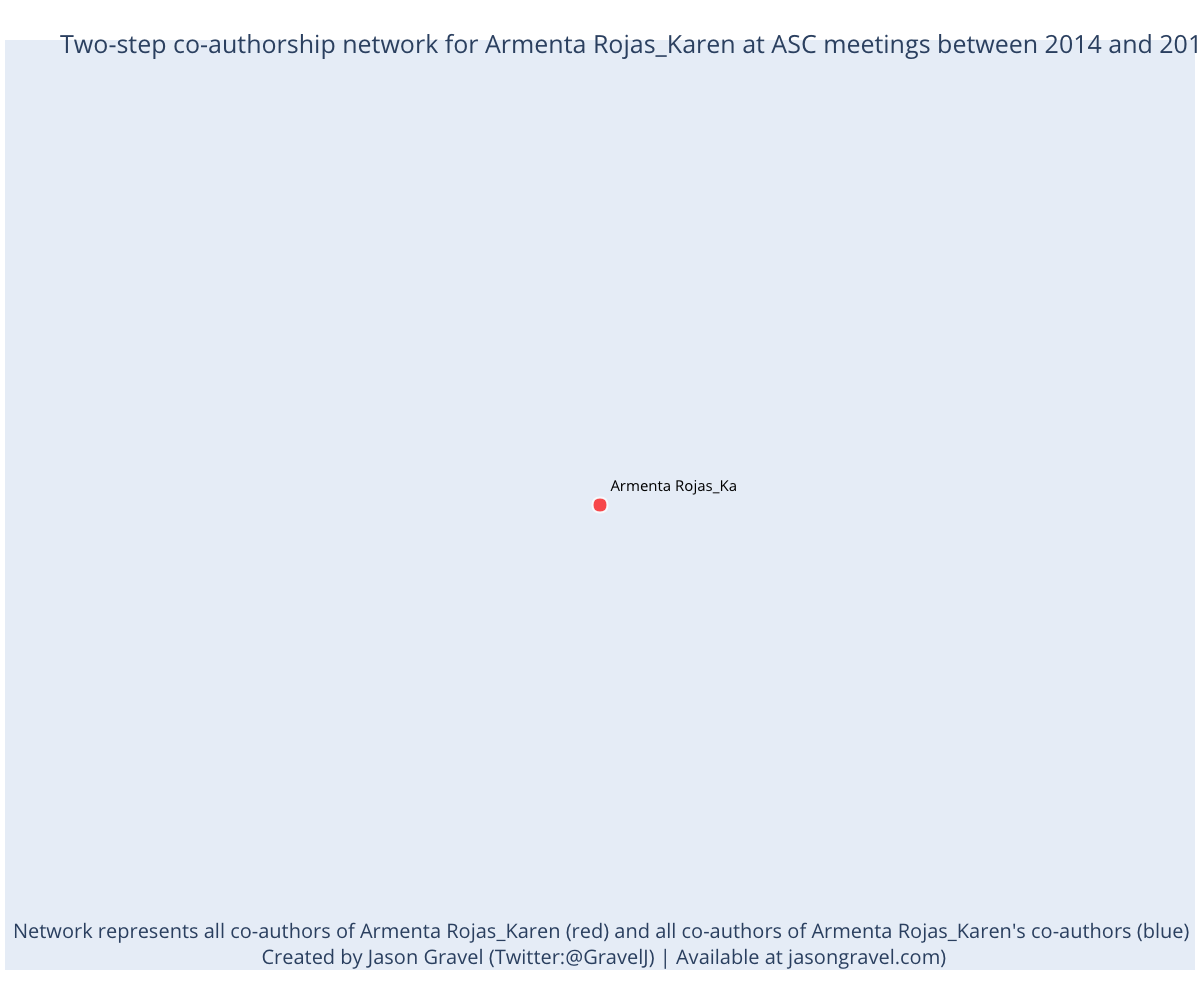 Two-step co-authorship network for Armenta Rojas_Karen at ASC meetings between 2014 and 201
Armenta Rojas_Ka
Network represents all co-authors of Armenta Rojas_Karen (red) and all co-authors of Armenta Rojas_Karen's co-authors (blue)
Created by Jason Gravel (Twitter:@GravelJ) | Available at jasongravel.com)